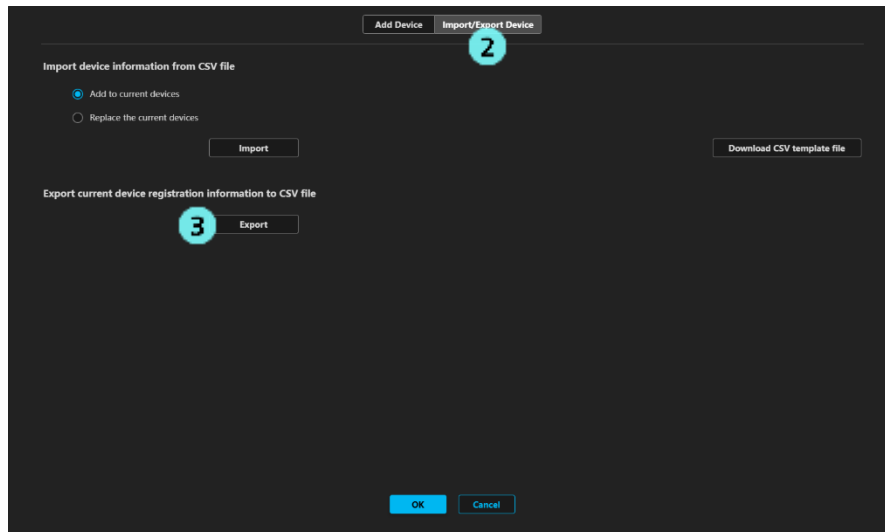 Add Device Import/Export Device
2
Import device information from CSV file
Add to current devices
Replace the current devices
Import Download CSV template file
Export current device registration information to CSV file
3 Export
OK Cancel